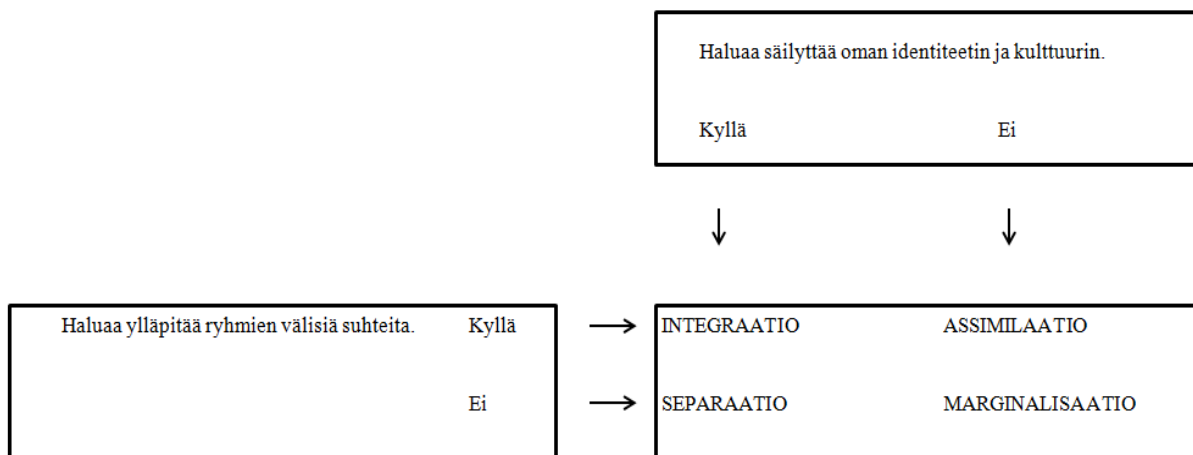 Haluaa säilyttää oman identiteetin ja kulttuurin.
Kyllä Ei
Haluaa ylläpitää ryhmien välisiä suhteita. Kyllä INTEGRAATIO ASSIMILAATIO
Ei SEPARAATIO MARGINALISAATIO